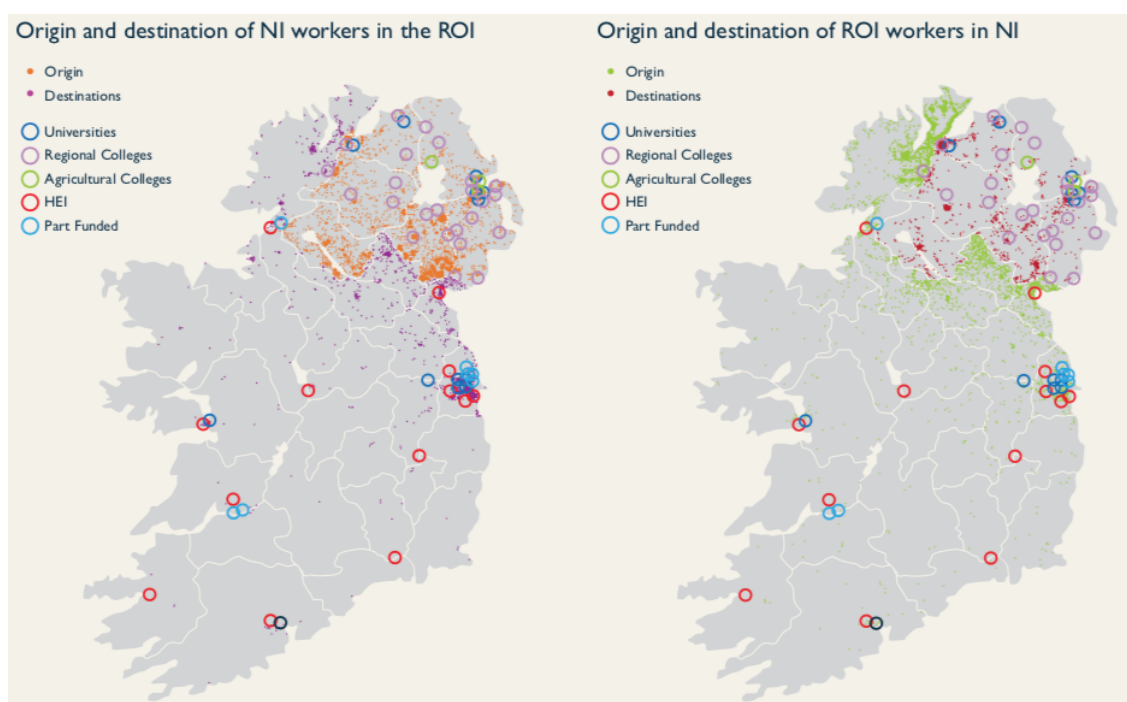 Origin and destination of NI workers in the ROI
Origin
Destinations
Universities
Regional Colleges
Agricultural Colleges
HEI
Part Funded
Origin and destination of ROI workers in NI
Origin
Destinations
Universities
Regional Colleges
Agricultural Colleges
HEI
Part Funded